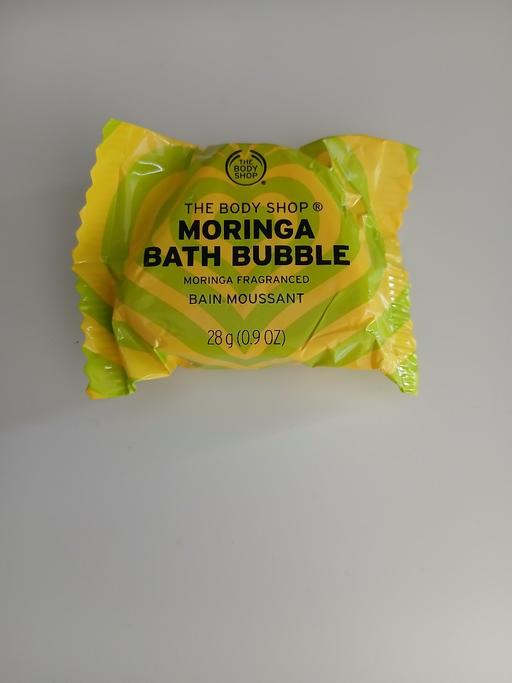 THE
BODY
SHOP
®
THE BODY SHOP ®
MORINGA
BATH BUBBLE
MORINGA FRAGRANCED
BAIN MOUSSANT
28 g (0.9 OZ)